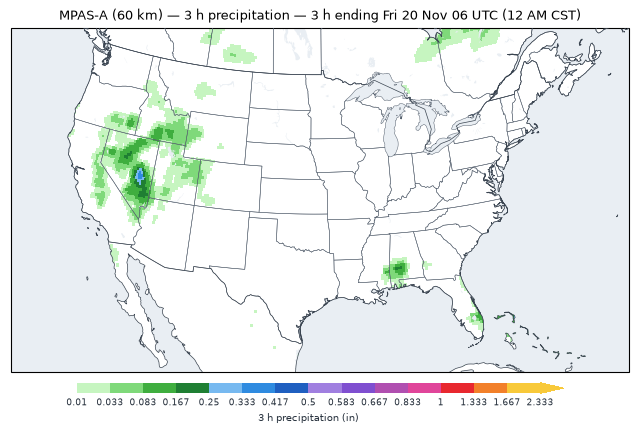 MPAS-A (60 km) — 3 h precipitation — 3 h ending Fri 20 Nov 06 UTC (12 AM CST)
0.01 0.033 0.083 0.167 0.25 0.333 0.417 0.5 0.583 0.667 0.833 1 1.333 1.667 2.333
3 h precipitation (in)